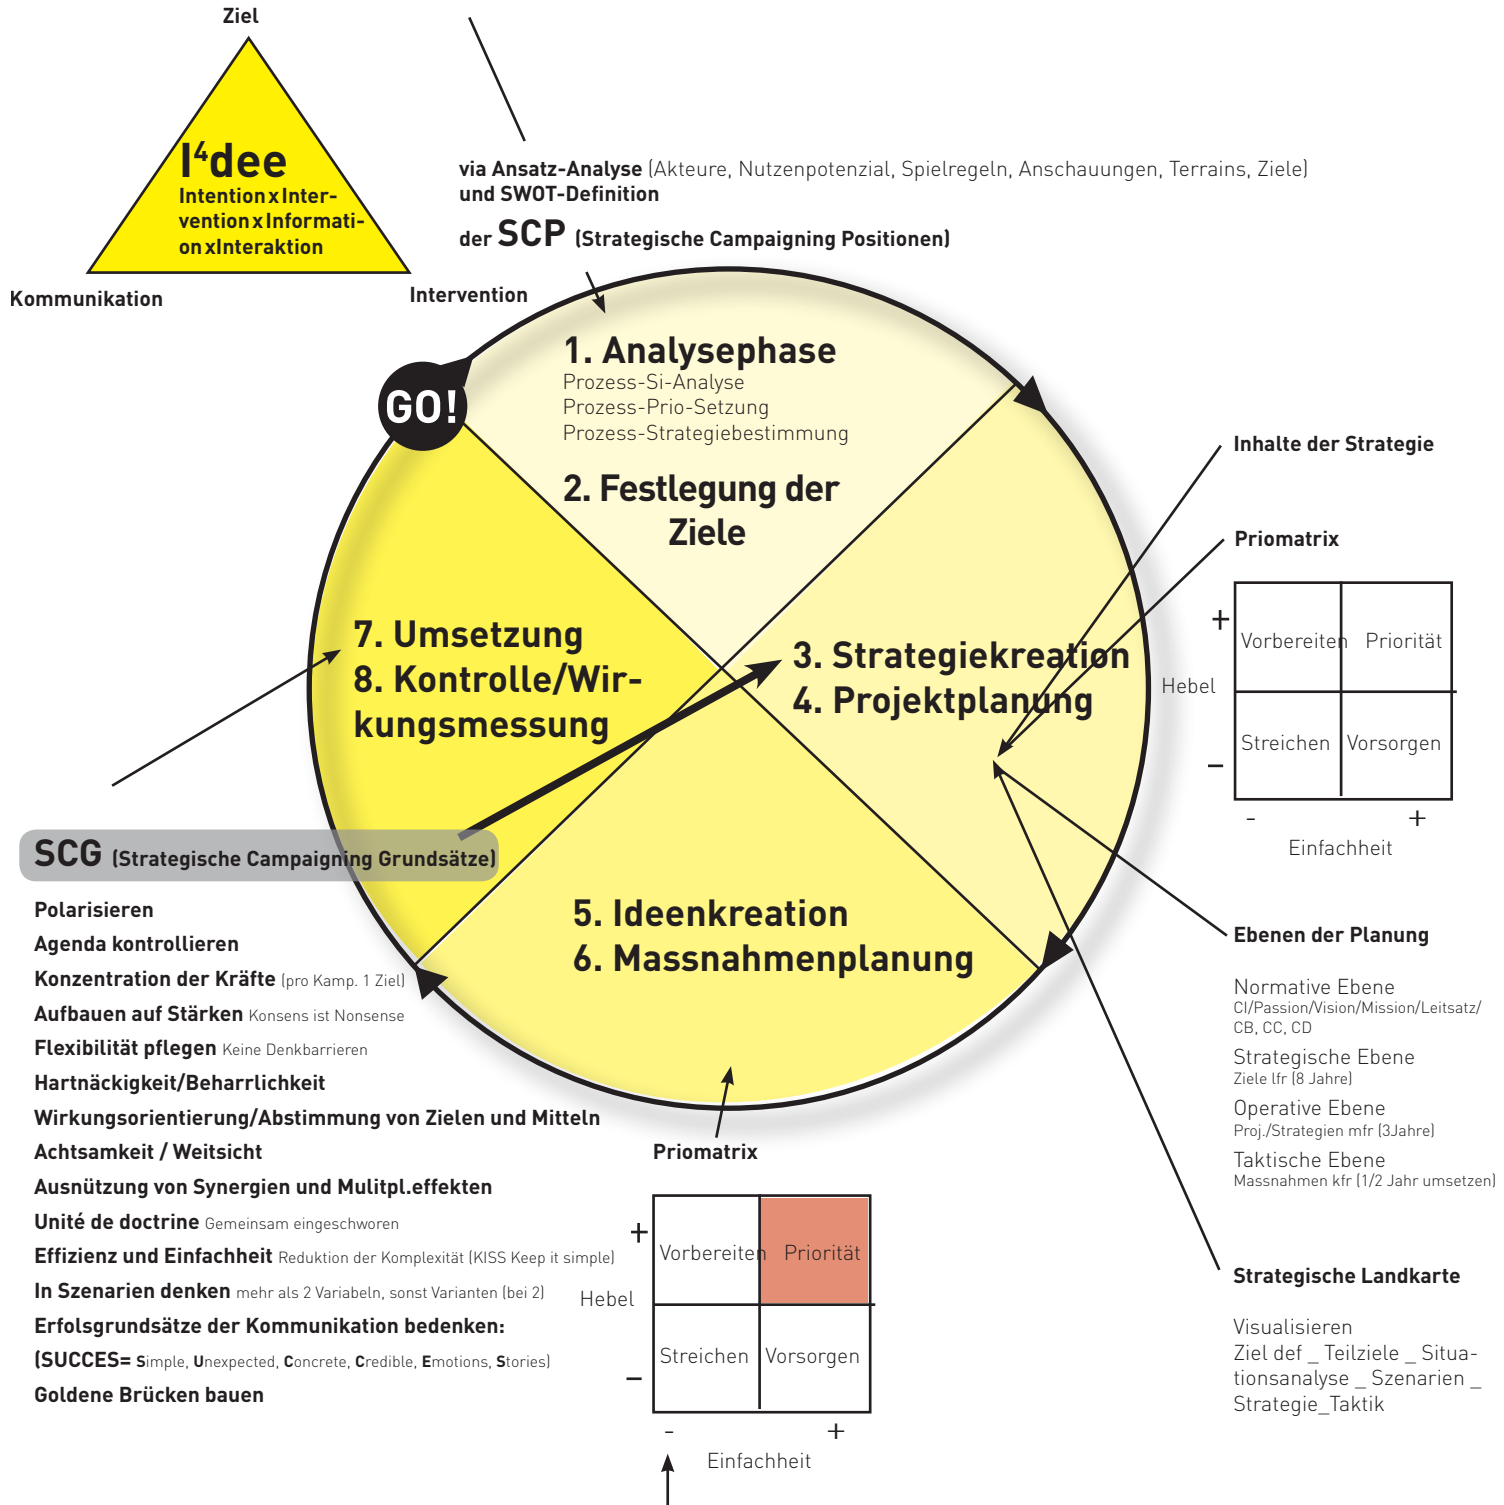 Ziel
I⁴dee
Intention x Inter-
vention x Informati-
on xInteraktion
Kommunikation
Intervention
via Ansatz-Analyse (Akteure, Nutzenpotenzial, Spielregeln, Anschauungen, Terrains, Ziele)
und SWOT-Definition
der SCP (Strategische Campaigning Positionen)
GO!
1. Analysephase
Prozess-Si-Analyse
Prozess-Prio-Setzung
Prozess-Strategiebestimmung
2. Festlegung der
Ziele
3. Strategiekreation
4. Projektplanung
5. Ideenkreation
6. Massnahmenplanung
7. Umsetzung
8. Kontrolle/Wir-
kungsmessung
Inhalte der Strategie
Priomatrix
+
Vorbereiten Priorität
Hebel
Streichen Vorsorgen
–
- +
Einfachheit
Ebenen der Planung
Normative Ebene
CI/Passion/Vision/Mission/Leitsatz/
CB, CC, CD
Strategische Ebene
Ziele lfr (8 Jahre)
Operative Ebene
Proj./Strategien mfr (3Jahre)
Taktische Ebene
Massnahmen kfr (1/2 Jahr umsetzen)
Strategische Landkarte
Visualisieren
Ziel def _ Teilziele _ Situa-
tionsanalyse _ Szenarien _
Strategie_Taktik
SCG (Strategische Campaigning Grundsätze)
Polarisieren
Agenda kontrollieren
Konzentration der Kräfte (pro Kamp. 1 Ziel)
Aufbauen auf Stärken Konsens ist Nonsense
Flexibilität pflegen Keine Denkbarrieren
Hartnäckigkeit/Beharrlichkeit
Wirkungsorientierung/Abstimmung von Zielen und Mitteln
Achtsamkeit / Weitsicht
Ausnützung von Synergien und Mulitpl.effekten
Unité de doctrine Gemeinsam eingeschworen
Effizienz und Einfachheit Reduktion der Komplexität (KISS Keep it simple)
In Szenarien denken mehr als 2 Variabeln, sonst Varianten (bei 2)
Erfolsgrundsätze der Kommunikation bedenken:
(SUCCES= Simple, Unexpected, Concrete, Credible, Emotions, Stories)
Goldene Brücken bauen
Priomatrix
+
Vorbereiten Priorität
Hebel
Streichen Vorsorgen
–
- +
Einfachheit